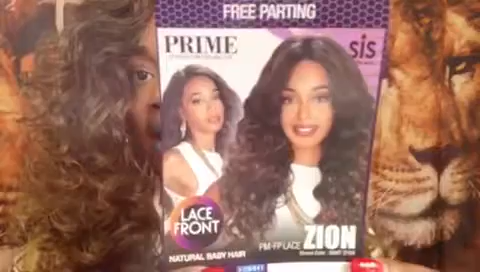 FREE PARTING
PRIME
sis
LACE
FRONT
NATURAL BABY HAIR
PM-FP LACE ZION